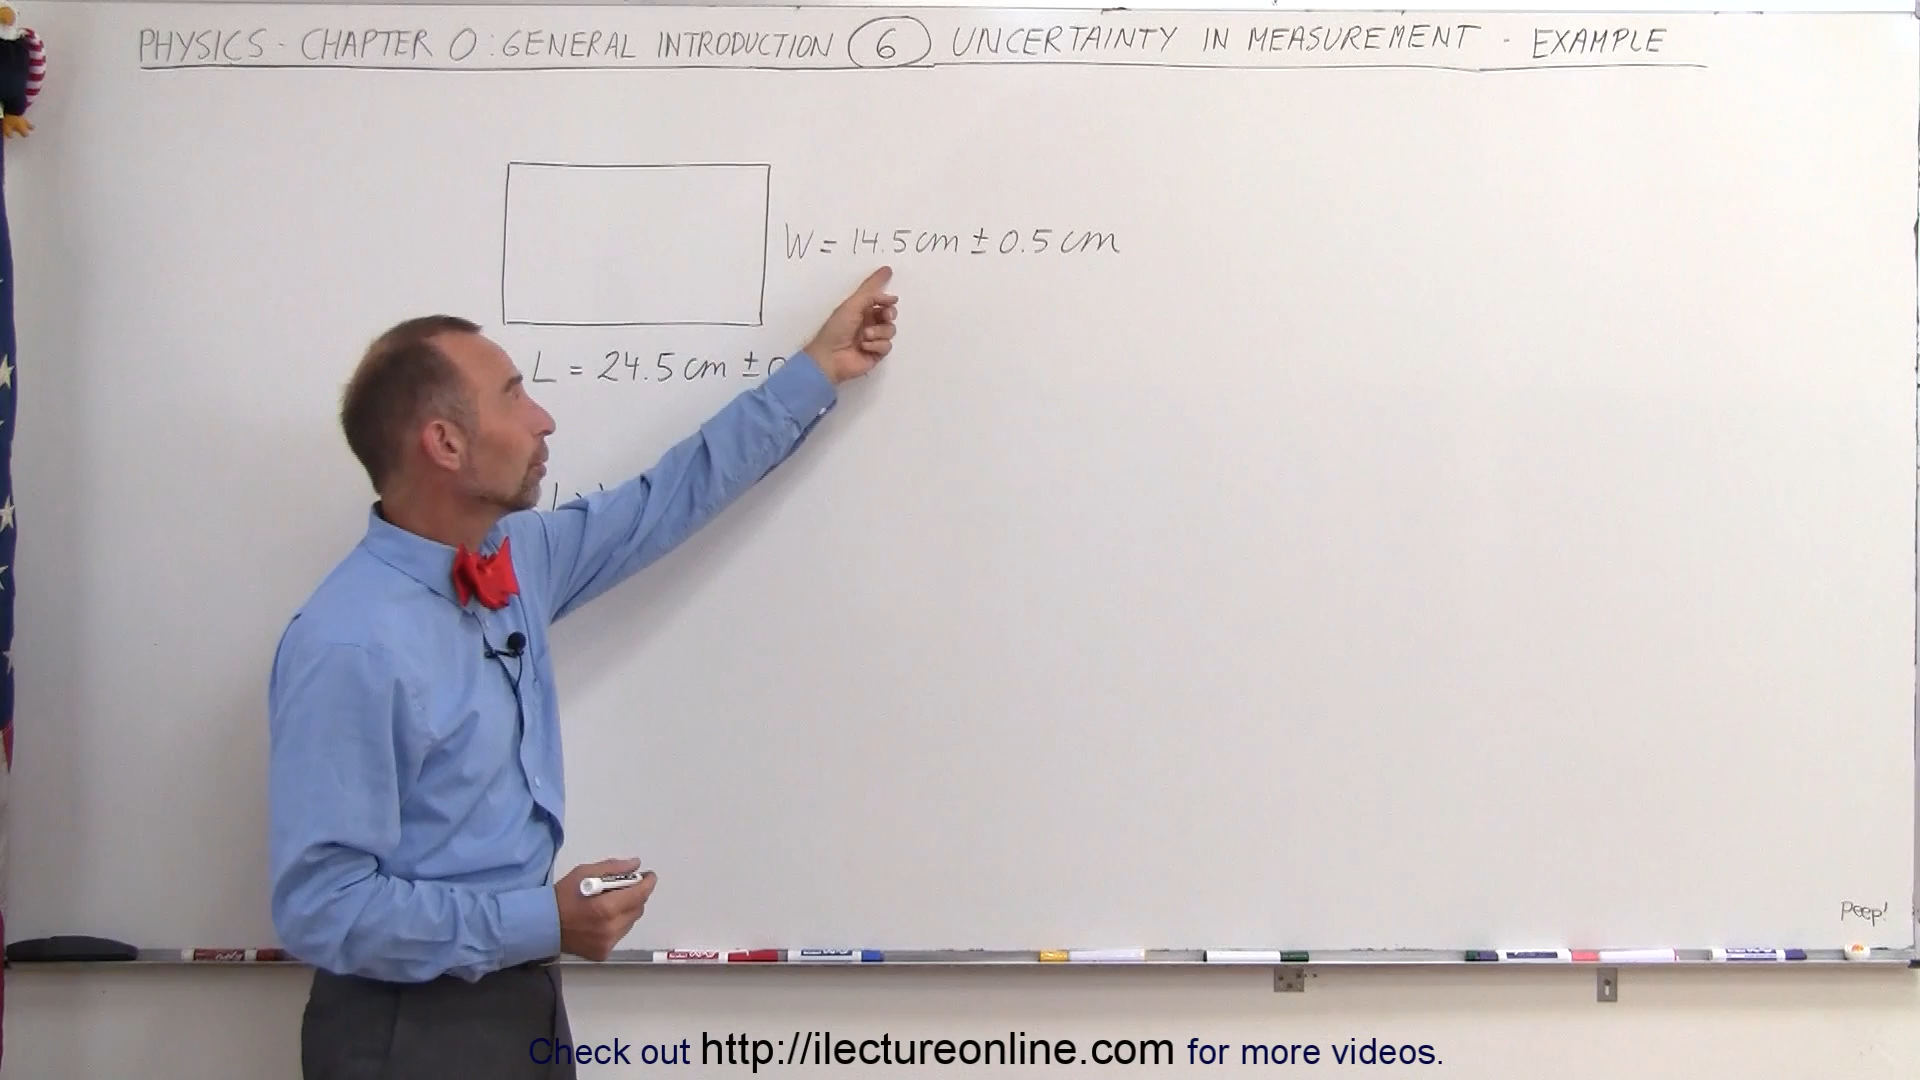 PHYSICS - CHAPTER 0: GENERAL INTRODUCTION 6 UNCERTAINTY IN MEASUREMENT - EXAMPLE
W = 14.5 cm ± 0.5 cm
L = 24.5 cm ±
peep!
Check out http://ilectureonline.com for more videos.